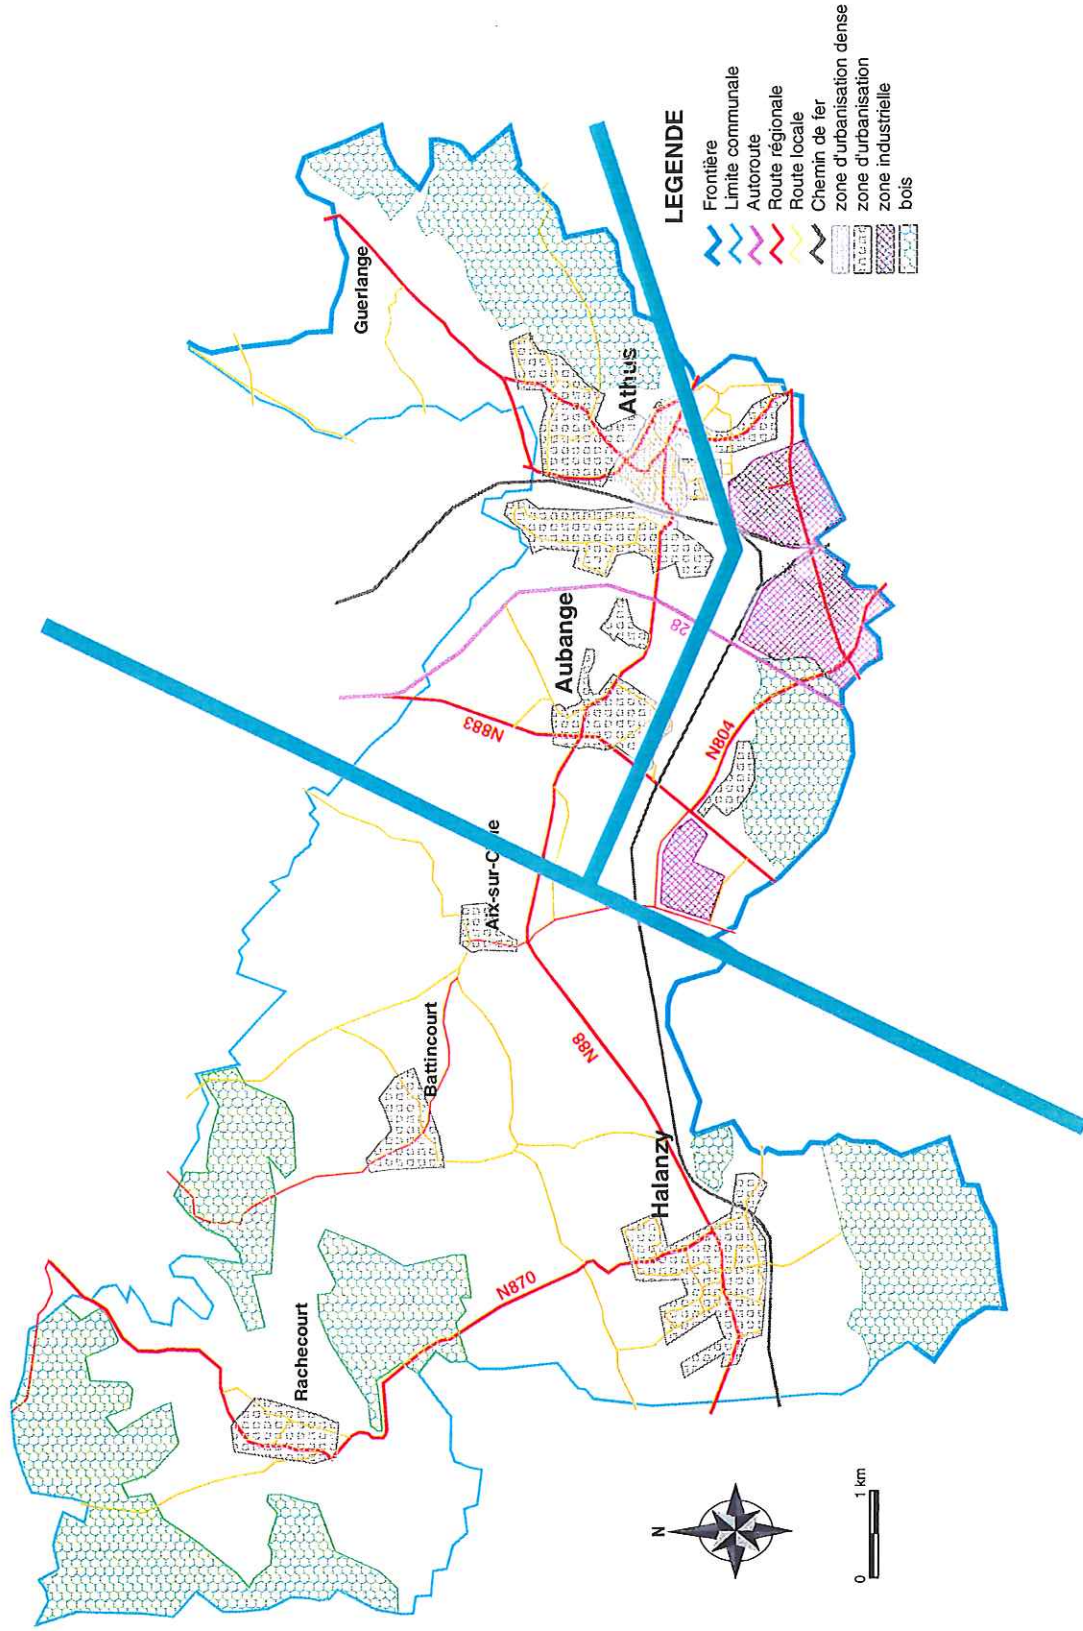 Rachecourt
Guerlange
Battincourt
N883
N870
Aubange
N88
Athus
Halanzy
N
28
N804
LEGENDE
Frontière
Limite communale
Autoroute
Route régionale
Route locale
Chemin de fer
zone d'urbanisation dense
zone d'urbanisation
zone industrielle
bois
0 1 km